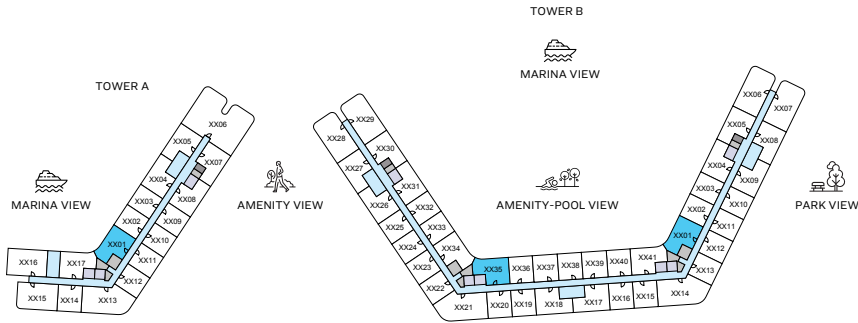 TOWER B
MARINA VIEW
TOWER A
XX06
XX05
XX07
XX04
XX08
XX03
XX09
XX02
XX10
XX01
XX11
XX12
XX16
XX17
XX15
XX14
XX13
MARINA VIEW
AMENITY VIEW
XX29
XX28
XX30
XX27
XX31
XX26
XX32
XX25
XX33
XX24
XX34
XX23
XX22
XX21
XX35
XX36
XX37
XX38
XX39
XX40
XX41
XX20
XX19
XX18
XX17
XX16
XX15
XX14
AMENITY-POOL VIEW
XX06
XX07
XX05
XX08
XX04
XX09
XX03
XX10
XX02
XX11
XX01
XX12
XX13
PARK VIEW